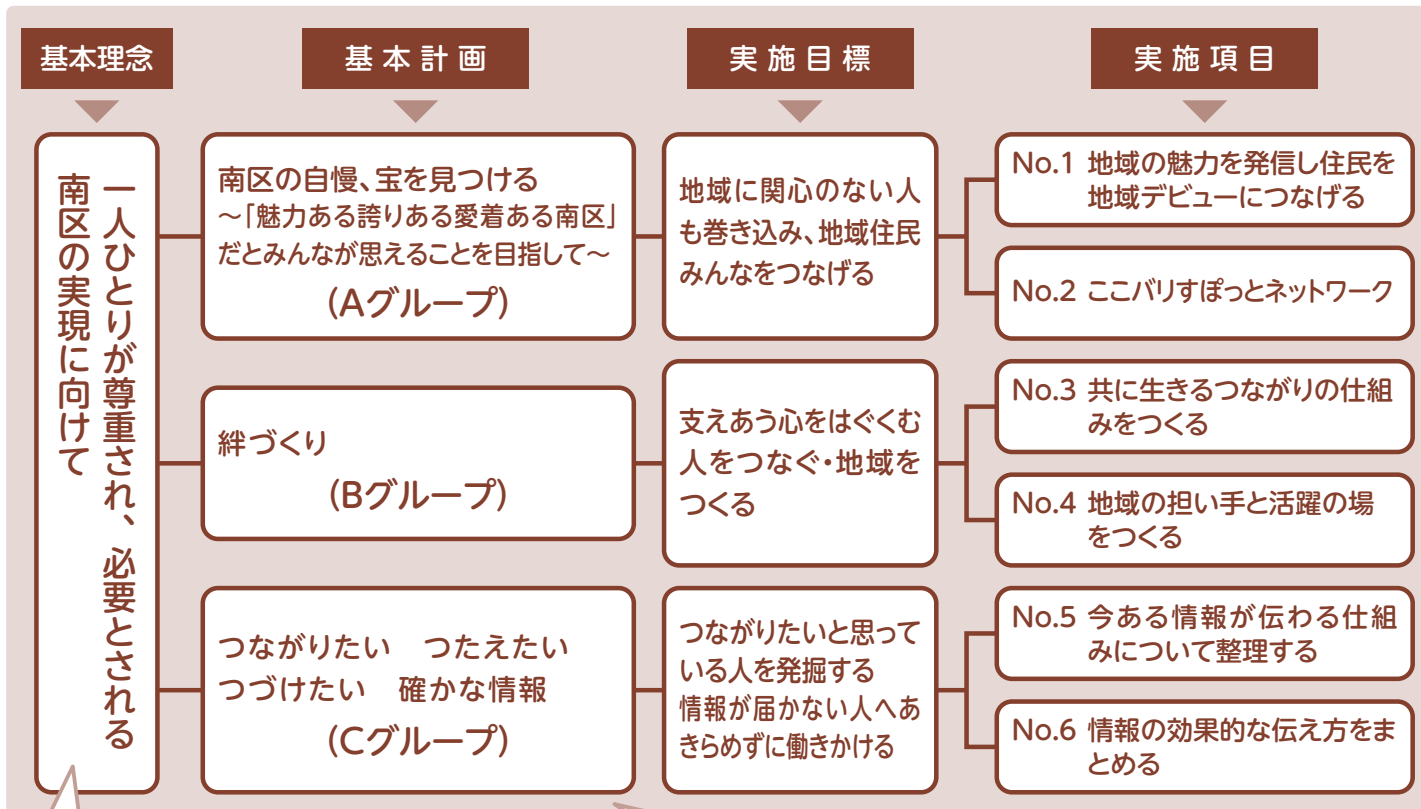 基本理念
基本計画
実施目標
実施項目
一人ひとりが尊重され、必要とされる
南区の実現に向けて
南区の自慢、宝を見つける
～「魅力ある誇りある愛着ある南区」
だとみんなが思えることを目指して～
(Aグループ)
地域に関心のない人
も巻き込み、地域住民
みんなをつなげる
No.1 地域の魅力を発信し住民を
地域デビューにつなげる
No.2 ここバリすぽっとネットワーク
絆づくり
(Bグループ)
支えあう心をはぐくむ
人をつなぐ・地域を
つくる
No.3 共に生きるつながりの仕組
みをつくる
No.4 地域の担い手と活躍の場
をつくる
つながりたい　つたえたい
つづけたい　確かな情報
(Cグループ)
つながりたいと思って
いる人を発掘する
情報が届かない人へあ
きらめずに働きかける
No.5 今ある情報が伝わる仕組
みについて整理する
No.6 情報の効果的な伝え方をま
とめる